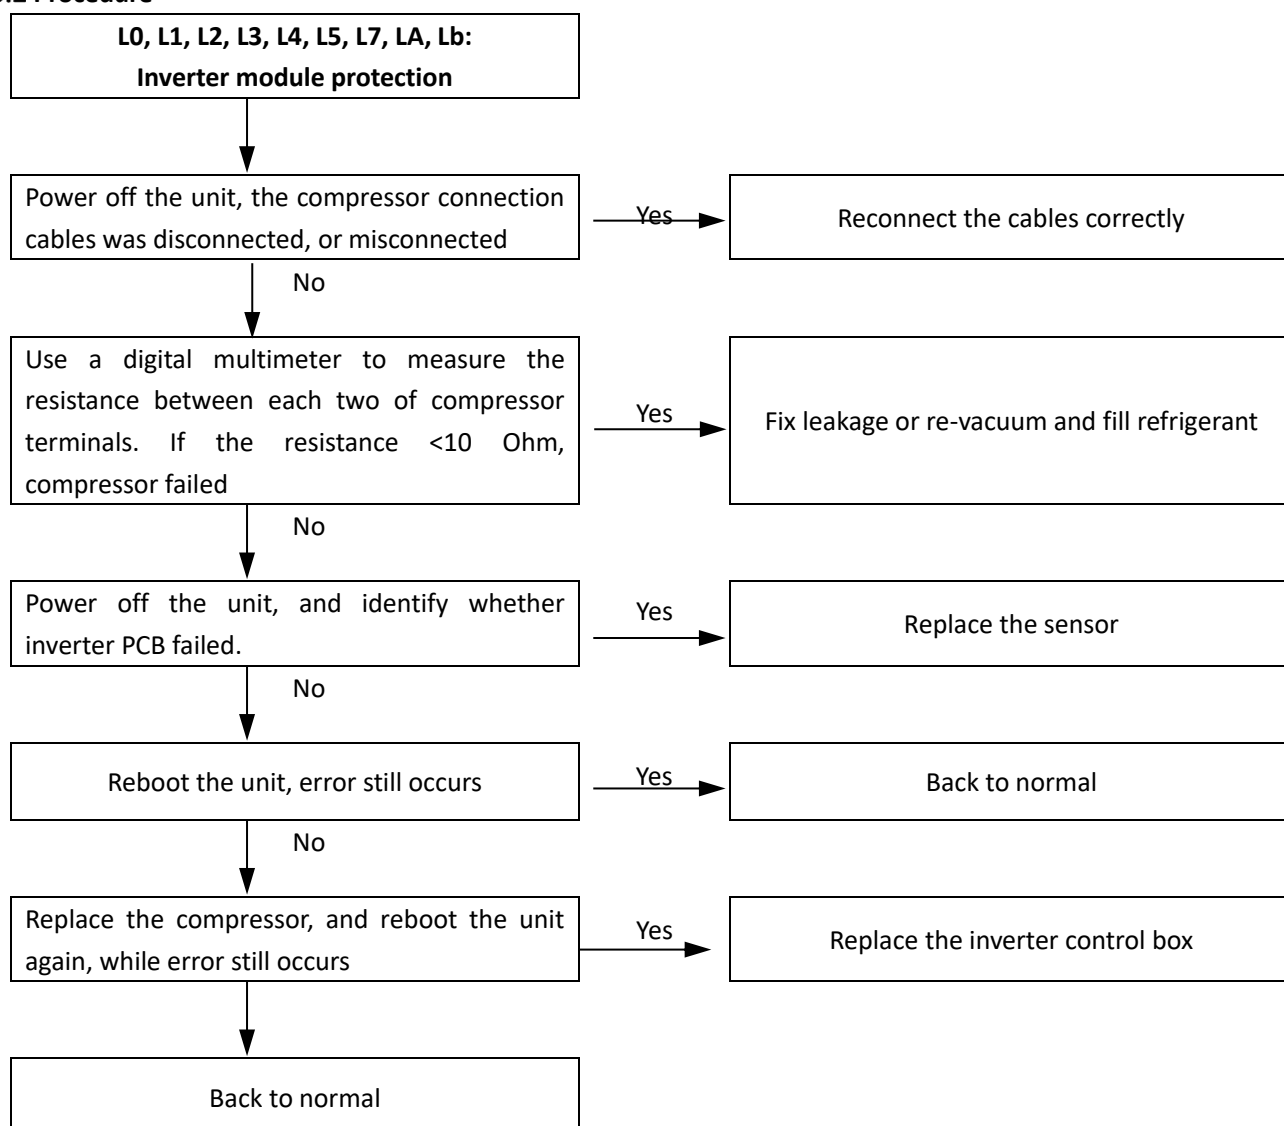 Procedure
L0, L1, L2, L3, L4, L5, L7, LA, Lb:
Inverter module protection
Power off the unit, the compressor connection
cables was disconnected, or misconnected
Yes
Reconnect the cables correctly
No
Use a digital multimeter to measure the
resistance between each two of compressor
terminals. If the resistance <10 Ohm,
compressor failed
Yes
Fix leakage or re-vacuum and fill refrigerant
No
Power off the unit, and identify whether
inverter PCB failed.
Yes
Replace the sensor
No
Reboot the unit, error still occurs
Yes
Back to normal
No
Replace the compressor, and reboot the unit
again, while error still occurs
Yes
Replace the inverter control box
Back to normal